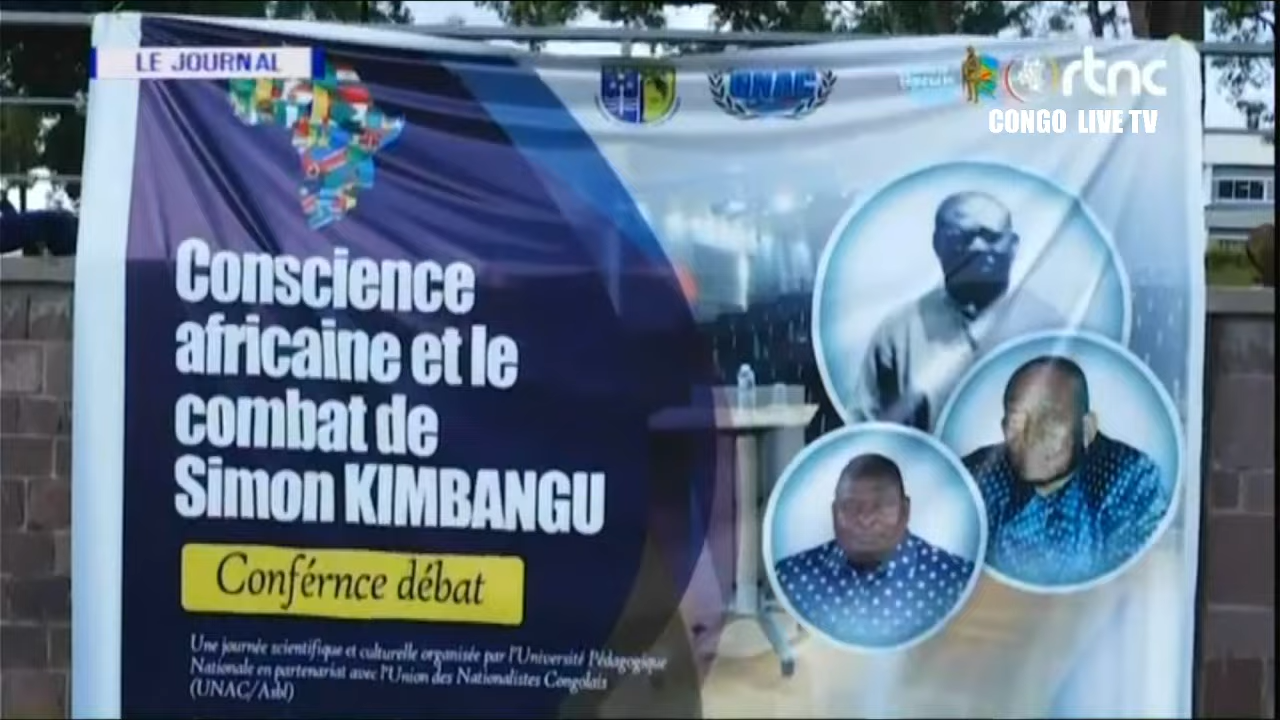 LE JOURNAL
UNAC
rtnc
CONGO LIVE TV
Conscience
africaine et le
combat de
Simon KIMBANGU
Conférnce débat
Une journée scientifique et culturelle organisée par l'Université Pédagogique
Nationale en partenariat avec l'Union des Nationalistes Congolais
(UNAC/Asbl)